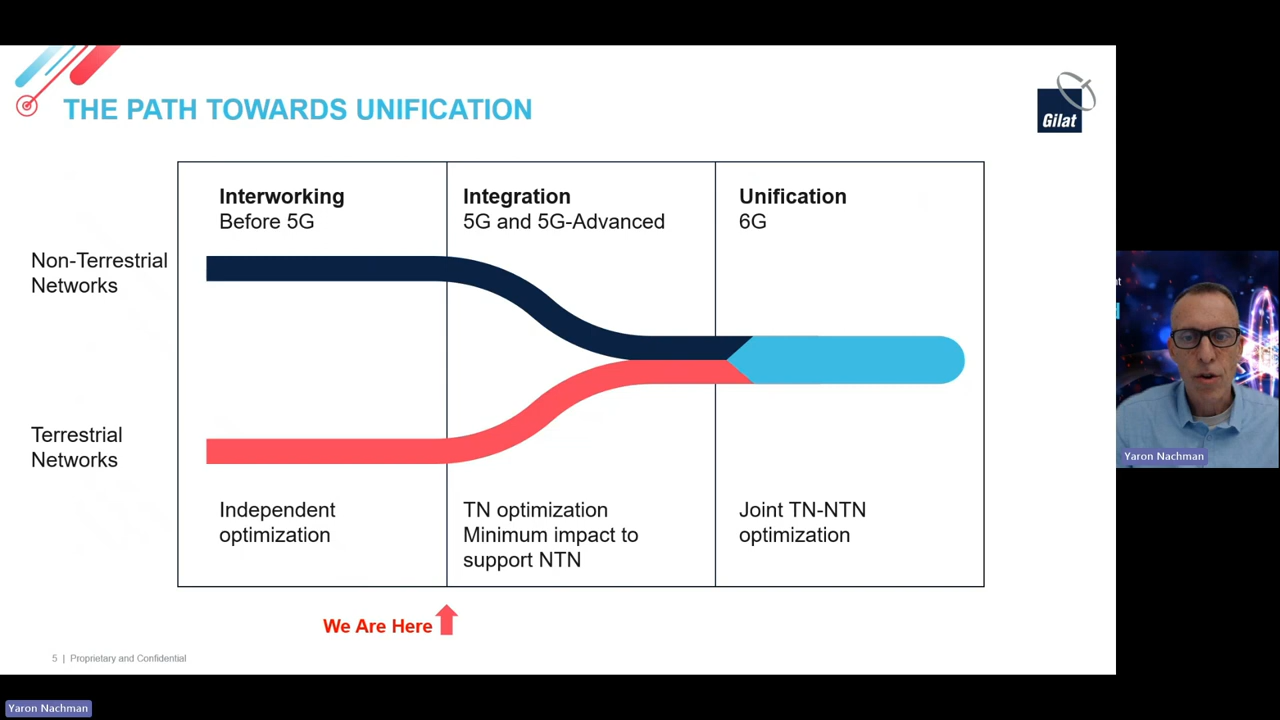 THE PATH TOWARDS UNIFICATION
Gilat
Interworking
Before 5G
Integration
5G and 5G-Advanced
Unification
6G
Non-Terrestrial
Networks
Terrestrial
Networks
Independent
optimization
TN optimization
Minimum impact to
support NTN
Joint TN-NTN
optimization
We Are Here
5 | Proprietary and Confidential
Yaron Nachman
Yaron Nachman